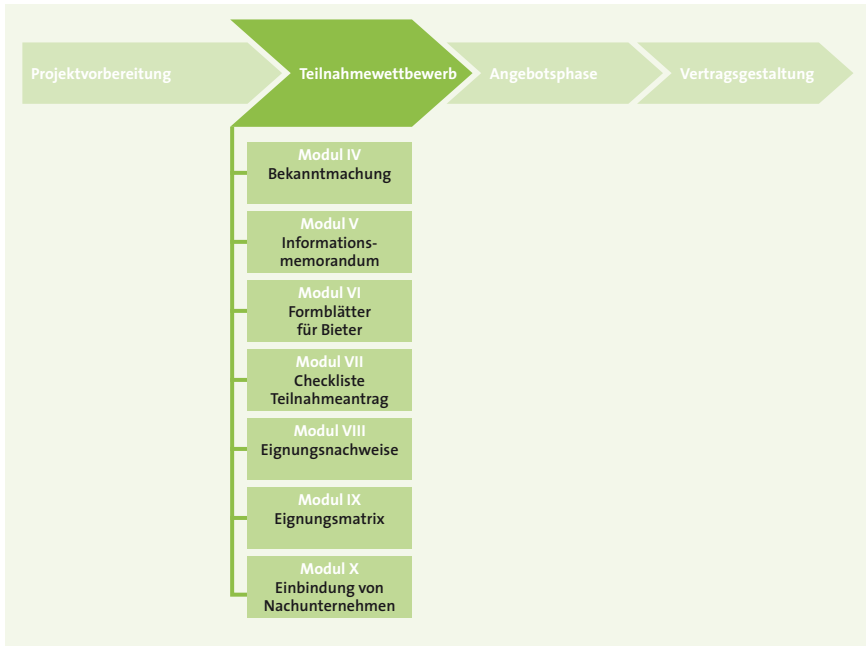 Projektvorbereitung
Teilnahmewettbewerb
Angebotsphase
Vertragsgestaltung
Modul IV
Bekanntmachung
Modul V
Informations-
memorandum
Modul VI
Formblätter
für Bieter
Modul VII
Checkliste
Teilnahmeantrag
Modul VIII
Eignungsnachweise
Modul IX
Eignungsmatrix
Modul X
Einbindung von
Nachunternehmen